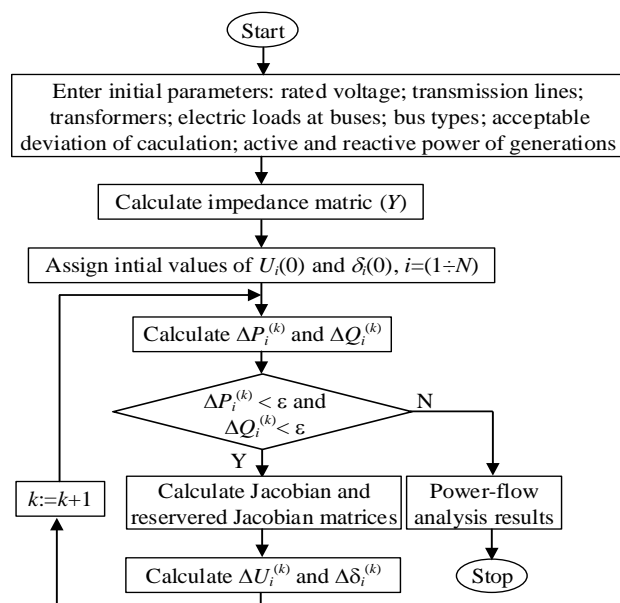 Start
Enter initial parameters: rated voltage; transmission lines;
transformers; electric loads at buses; bus types; acceptable
deviation of caculation; active and reactive power of generations
Calculate impedance matric (Y)
Assign intial values of Uᵢ(0) and δᵢ(0), i=(1÷N)
Calculate ΔPᵢ⁽ᵏ⁾ and ΔQᵢ⁽ᵏ⁾
ΔPᵢ⁽ᵏ⁾ < ε and
ΔQᵢ⁽ᵏ⁾ < ε
N
Y
k:=k+1
Calculate Jacobian and
reservered Jacobian matrices
Power-flow
analysis results
Calculate ΔUᵢ⁽ᵏ⁾ and Δδᵢ⁽ᵏ⁾
Stop